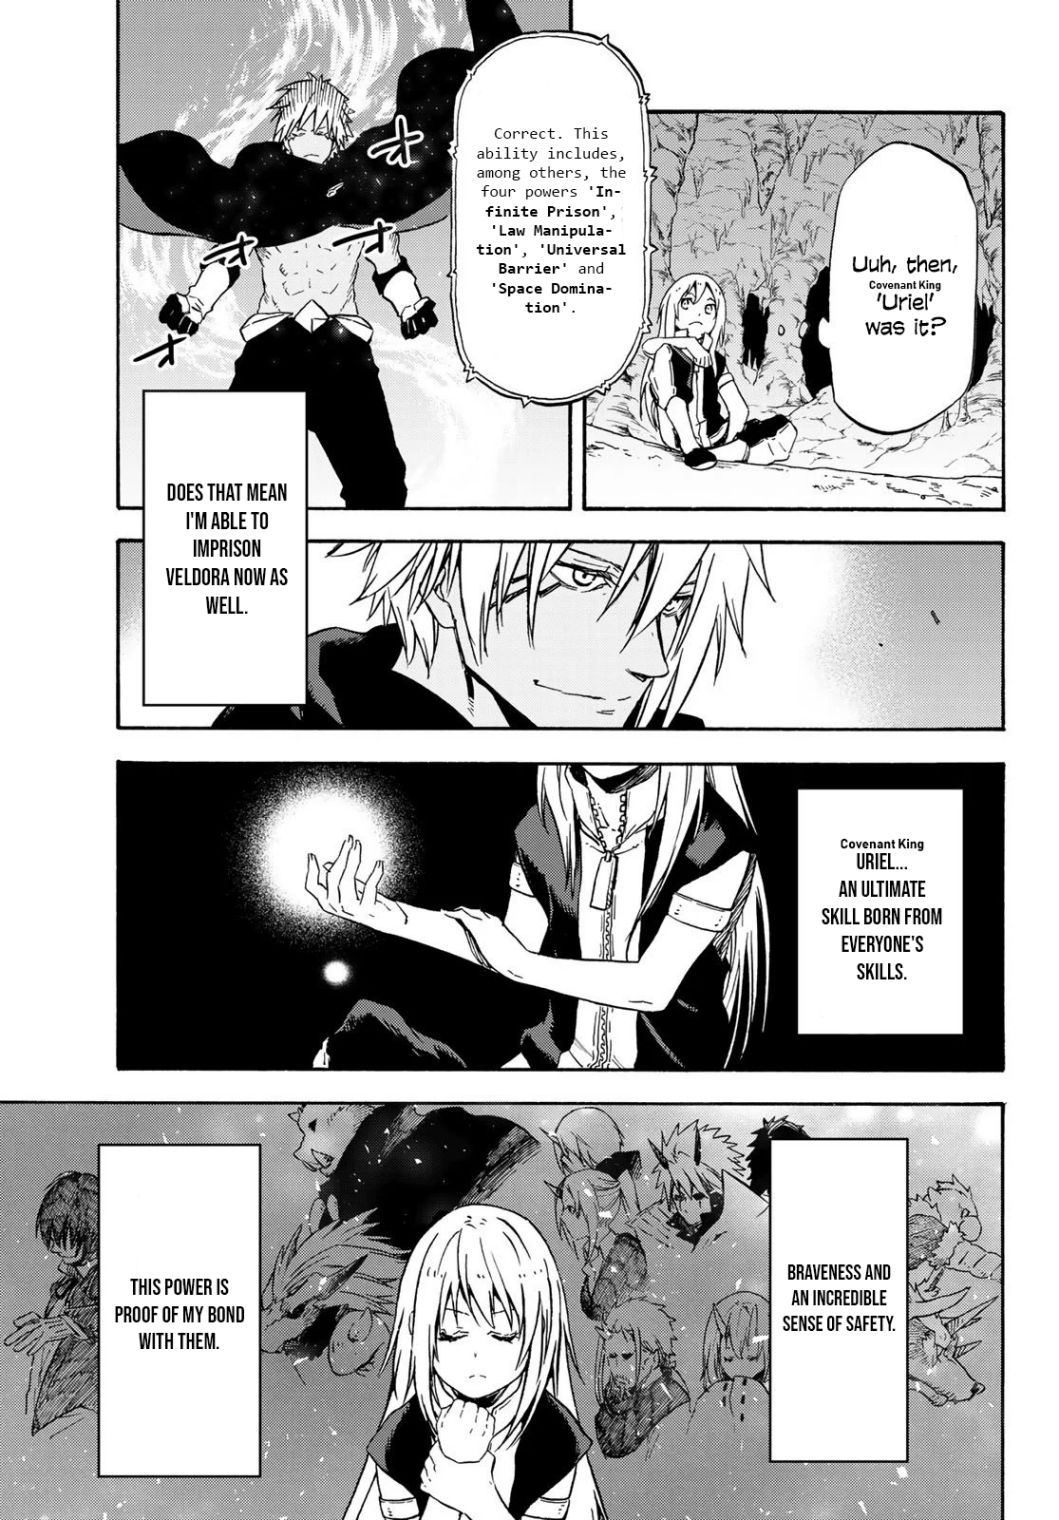 Uuh, then,
Covenant King
'Uriel'
was it?
Correct. This
ability includes,
among others, the
four powers 'In-
finite Prison',
'Law Manipula-
tion', 'Universal
Barrier' and
'Space Domina-
tion'.
DOES THAT MEAN
I'M ABLE TO
IMPRISON
VELDORA NOW AS
WELL.
Covenant King
URIEL...
AN ULTIMATE
SKILL BORN FROM
EVERYONE'S
SKILLS.
BRAVENESS AND
AN INCREDIBLE
SENSE OF SAFETY.
THIS POWER IS
PROOF OF MY BOND
WITH THEM.